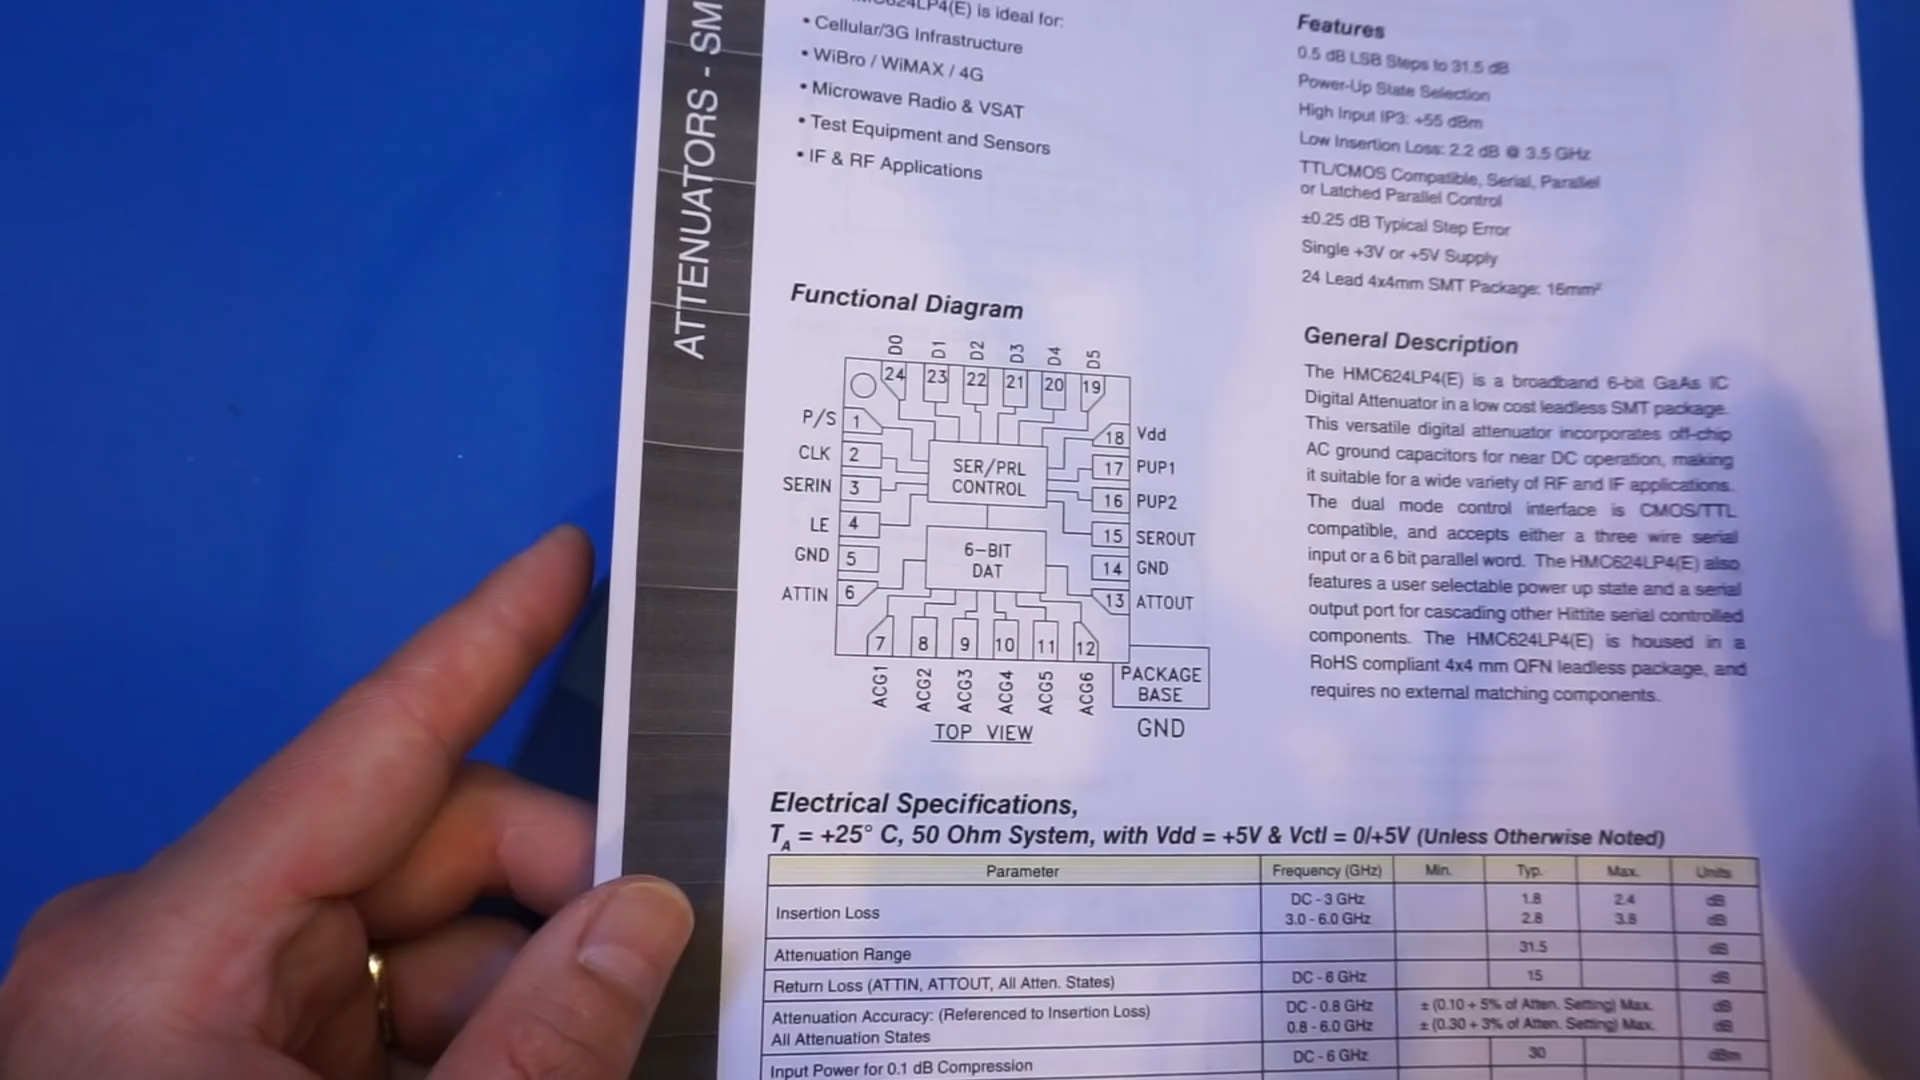 ATTENUATORS - SM
HMC624LP4(E) is ideal for:
• Cellular/3G Infrastructure
• WiBro / WiMAX / 4G
• Microwave Radio & VSAT
• Test Equipment and Sensors
• IF & RF Applications
Features
0.5 dB LSB Steps to 31.5 dB
Power-Up State Selection
High Input IP3: +55 dBm
Low Insertion Loss: 2.2 dB @ 3.5 GHz
TTL/CMOS Compatible, Serial, Parallel
or Latched Parallel Control
±0.25 dB Typical Step Error
Single +3V or +5V Supply
24 Lead 4x4mm SMT Package: 16mm²
Functional Diagram
D0 D1 D2 D3 D4 D5
24 23 22 21 20 19
P/S 1
CLK 2
SERIN 3
LE 4
GND 5
ATTIN 6
SER/PRL
CONTROL
6-BIT
DAT
18 Vdd
17 PUP1
16 PUP2
15 SEROUT
14 GND
13 ATTOUT
7 8 9 10 11 12
ACG1 ACG2 ACG3 ACG4 ACG5 ACG6
PACKAGE
BASE
TOP VIEW
GND
General Description
The HMC624LP4(E) is a broadband 6-bit GaAs IC
Digital Attenuator in a low cost leadless SMT package.
This versatile digital attenuator incorporates off-chip
AC ground capacitors for near DC operation, making
it suitable for a wide variety of RF and IF applications.
The dual mode control interface is CMOS/TTL
compatible, and accepts either a three wire serial
input or a 6 bit parallel word. The HMC624LP4(E) also
features a user selectable power up state and a serial
output port for cascading other Hittite serial controlled
components. The HMC624LP4(E) is housed in a
RoHS compliant 4x4 mm QFN leadless package, and
requires no external matching components.
Electrical Specifications,
TA = +25° C, 50 Ohm System, with Vdd = +5V & Vctl = 0/+5V (Unless Otherwise Noted)
Parameter Frequency (GHz) Min. Typ. Max. Units
Insertion Loss DC - 3 GHz 1.8 2.4 dB
3.0 - 6.0 GHz 2.8 3.8 dB
Attenuation Range 31.5 dB
Return Loss (ATTIN, ATTOUT, All Atten. States) DC - 6 GHz 15 dB
Attenuation Accuracy: (Referenced to Insertion Loss) DC - 0.8 GHz ± (0.10 + 5% of Atten. Setting) Max. dB
All Attenuation States 0.8 - 6.0 GHz ± (0.30 + 3% of Atten. Setting) Max. dB
Input Power for 0.1 dB Compression DC - 6 GHz 30 dBm